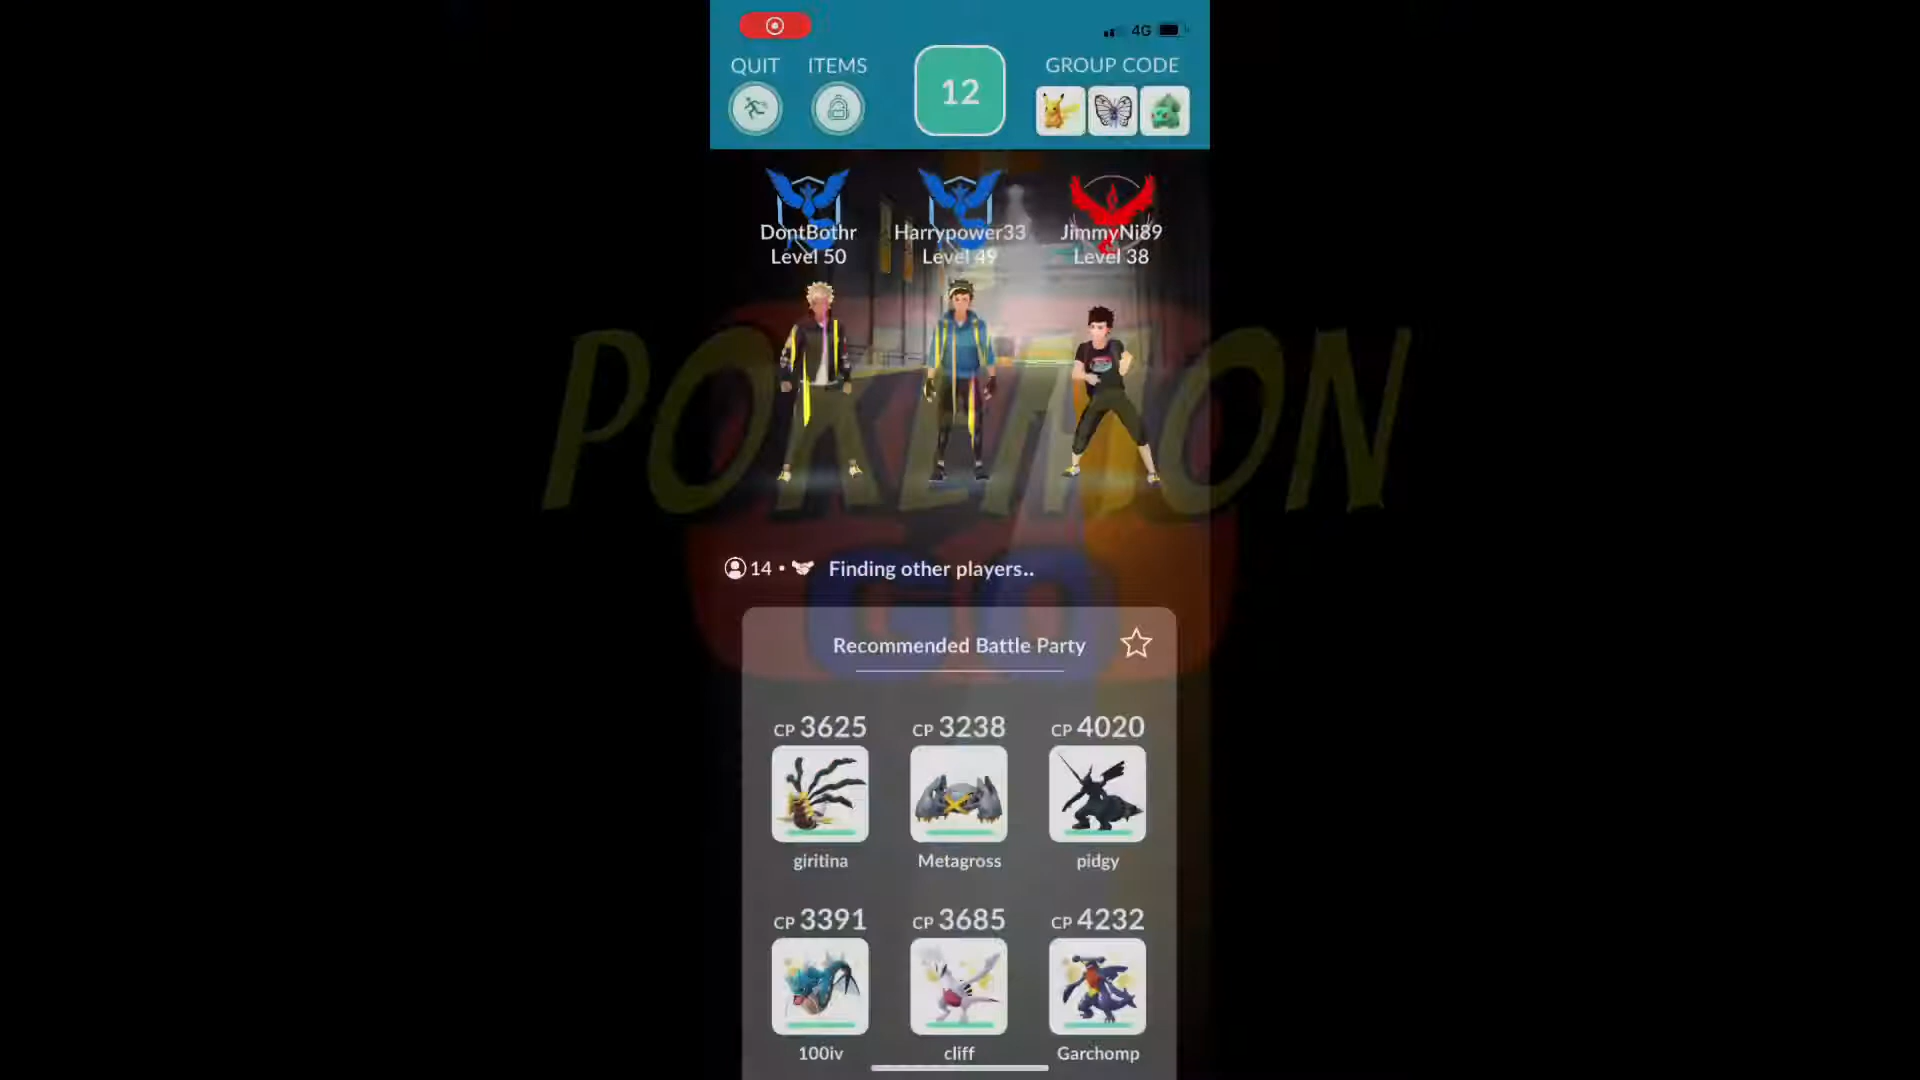 4G
QUIT ITEMS 12 GROUP CODE
DontBothr Harrypower33 JimmyNi89
Level 50 Level 49 Level 38
POKÉMON
14 • Finding other players..
GO
Recommended Battle Party
CP 3625 CP 3238 CP 4020
giritina Metagross pidgy
CP 3391 CP 3685 CP 4232
100iv cliff Garchomp